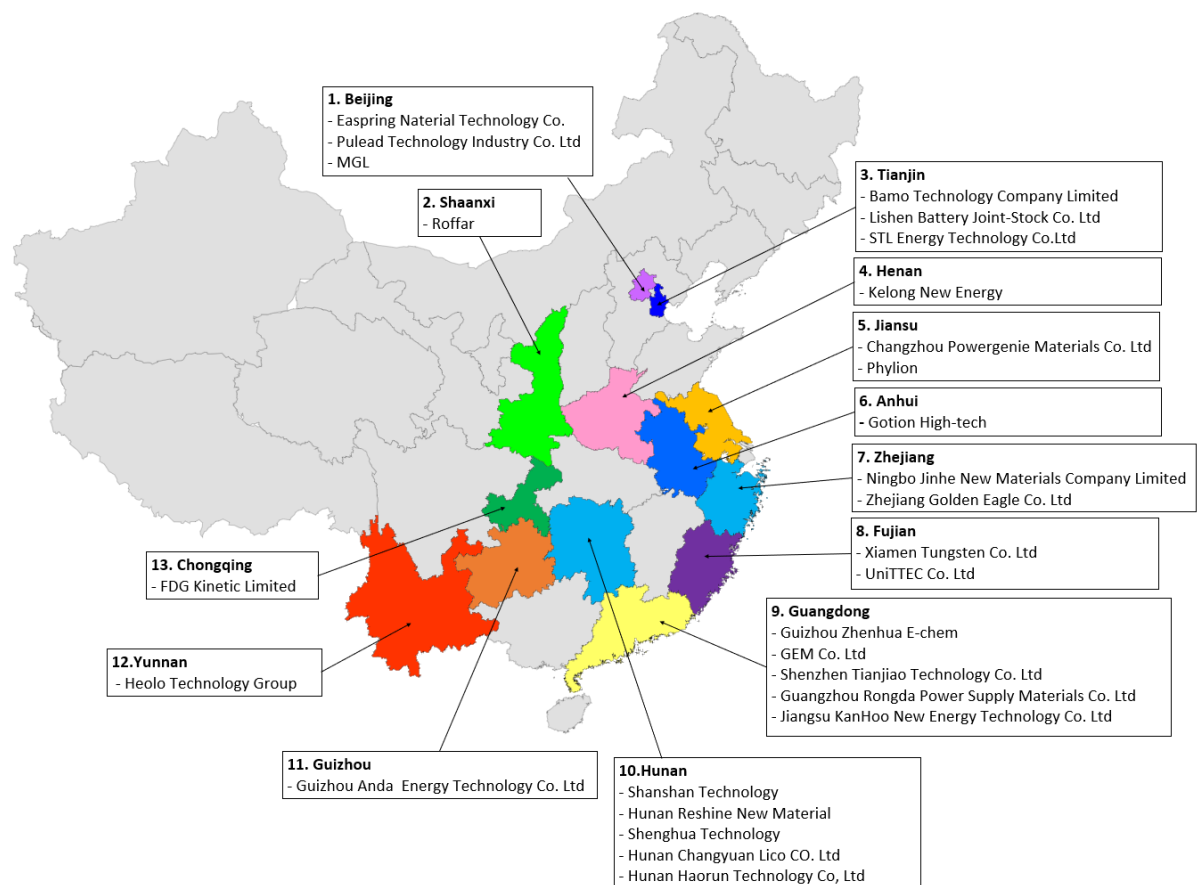 1. Beijing
- Easpring Naterial Technology Co.
- Pulead Technology Industry Co. Ltd
- MGL
2. Shaanxi
- Roffar
3. Tianjin
- Bamo Technology Company Limited
- Lishen Battery Joint-Stock Co. Ltd
- STL Energy Technology Co.Ltd
4. Henan
- Kelong New Energy
5. Jiansu
- Changzhou Powergenie Materials Co. Ltd
- Phylion
6. Anhui
- Gotion High-tech
7. Zhejiang
- Ningbo Jinhe New Materials Company Limited
- Zhejiang Golden Eagle Co. Ltd
8. Fujian
- Xiamen Tungsten Co. Ltd
- UniTTEC Co. Ltd
9. Guangdong
- Guizhou Zhenhua E-chem
- GEM Co. Ltd
- Shenzhen Tianjiao Technology Co. Ltd
- Guangzhou Rongda Power Supply Materials Co. Ltd
- Jiangsu KanHoo New Energy Technology Co. Ltd
10.Hunan
- Shanshan Technology
- Hunan Reshine New Material
- Shenghua Technology
- Hunan Changyuan Lico CO. Ltd
- Hunan Haorun Technology Co, Ltd
11. Guizhou
- Guizhou Anda  Energy Technology Co. Ltd
12.Yunnan
- Heolo Technology Group
13. Chongqing
- FDG Kinetic Limited